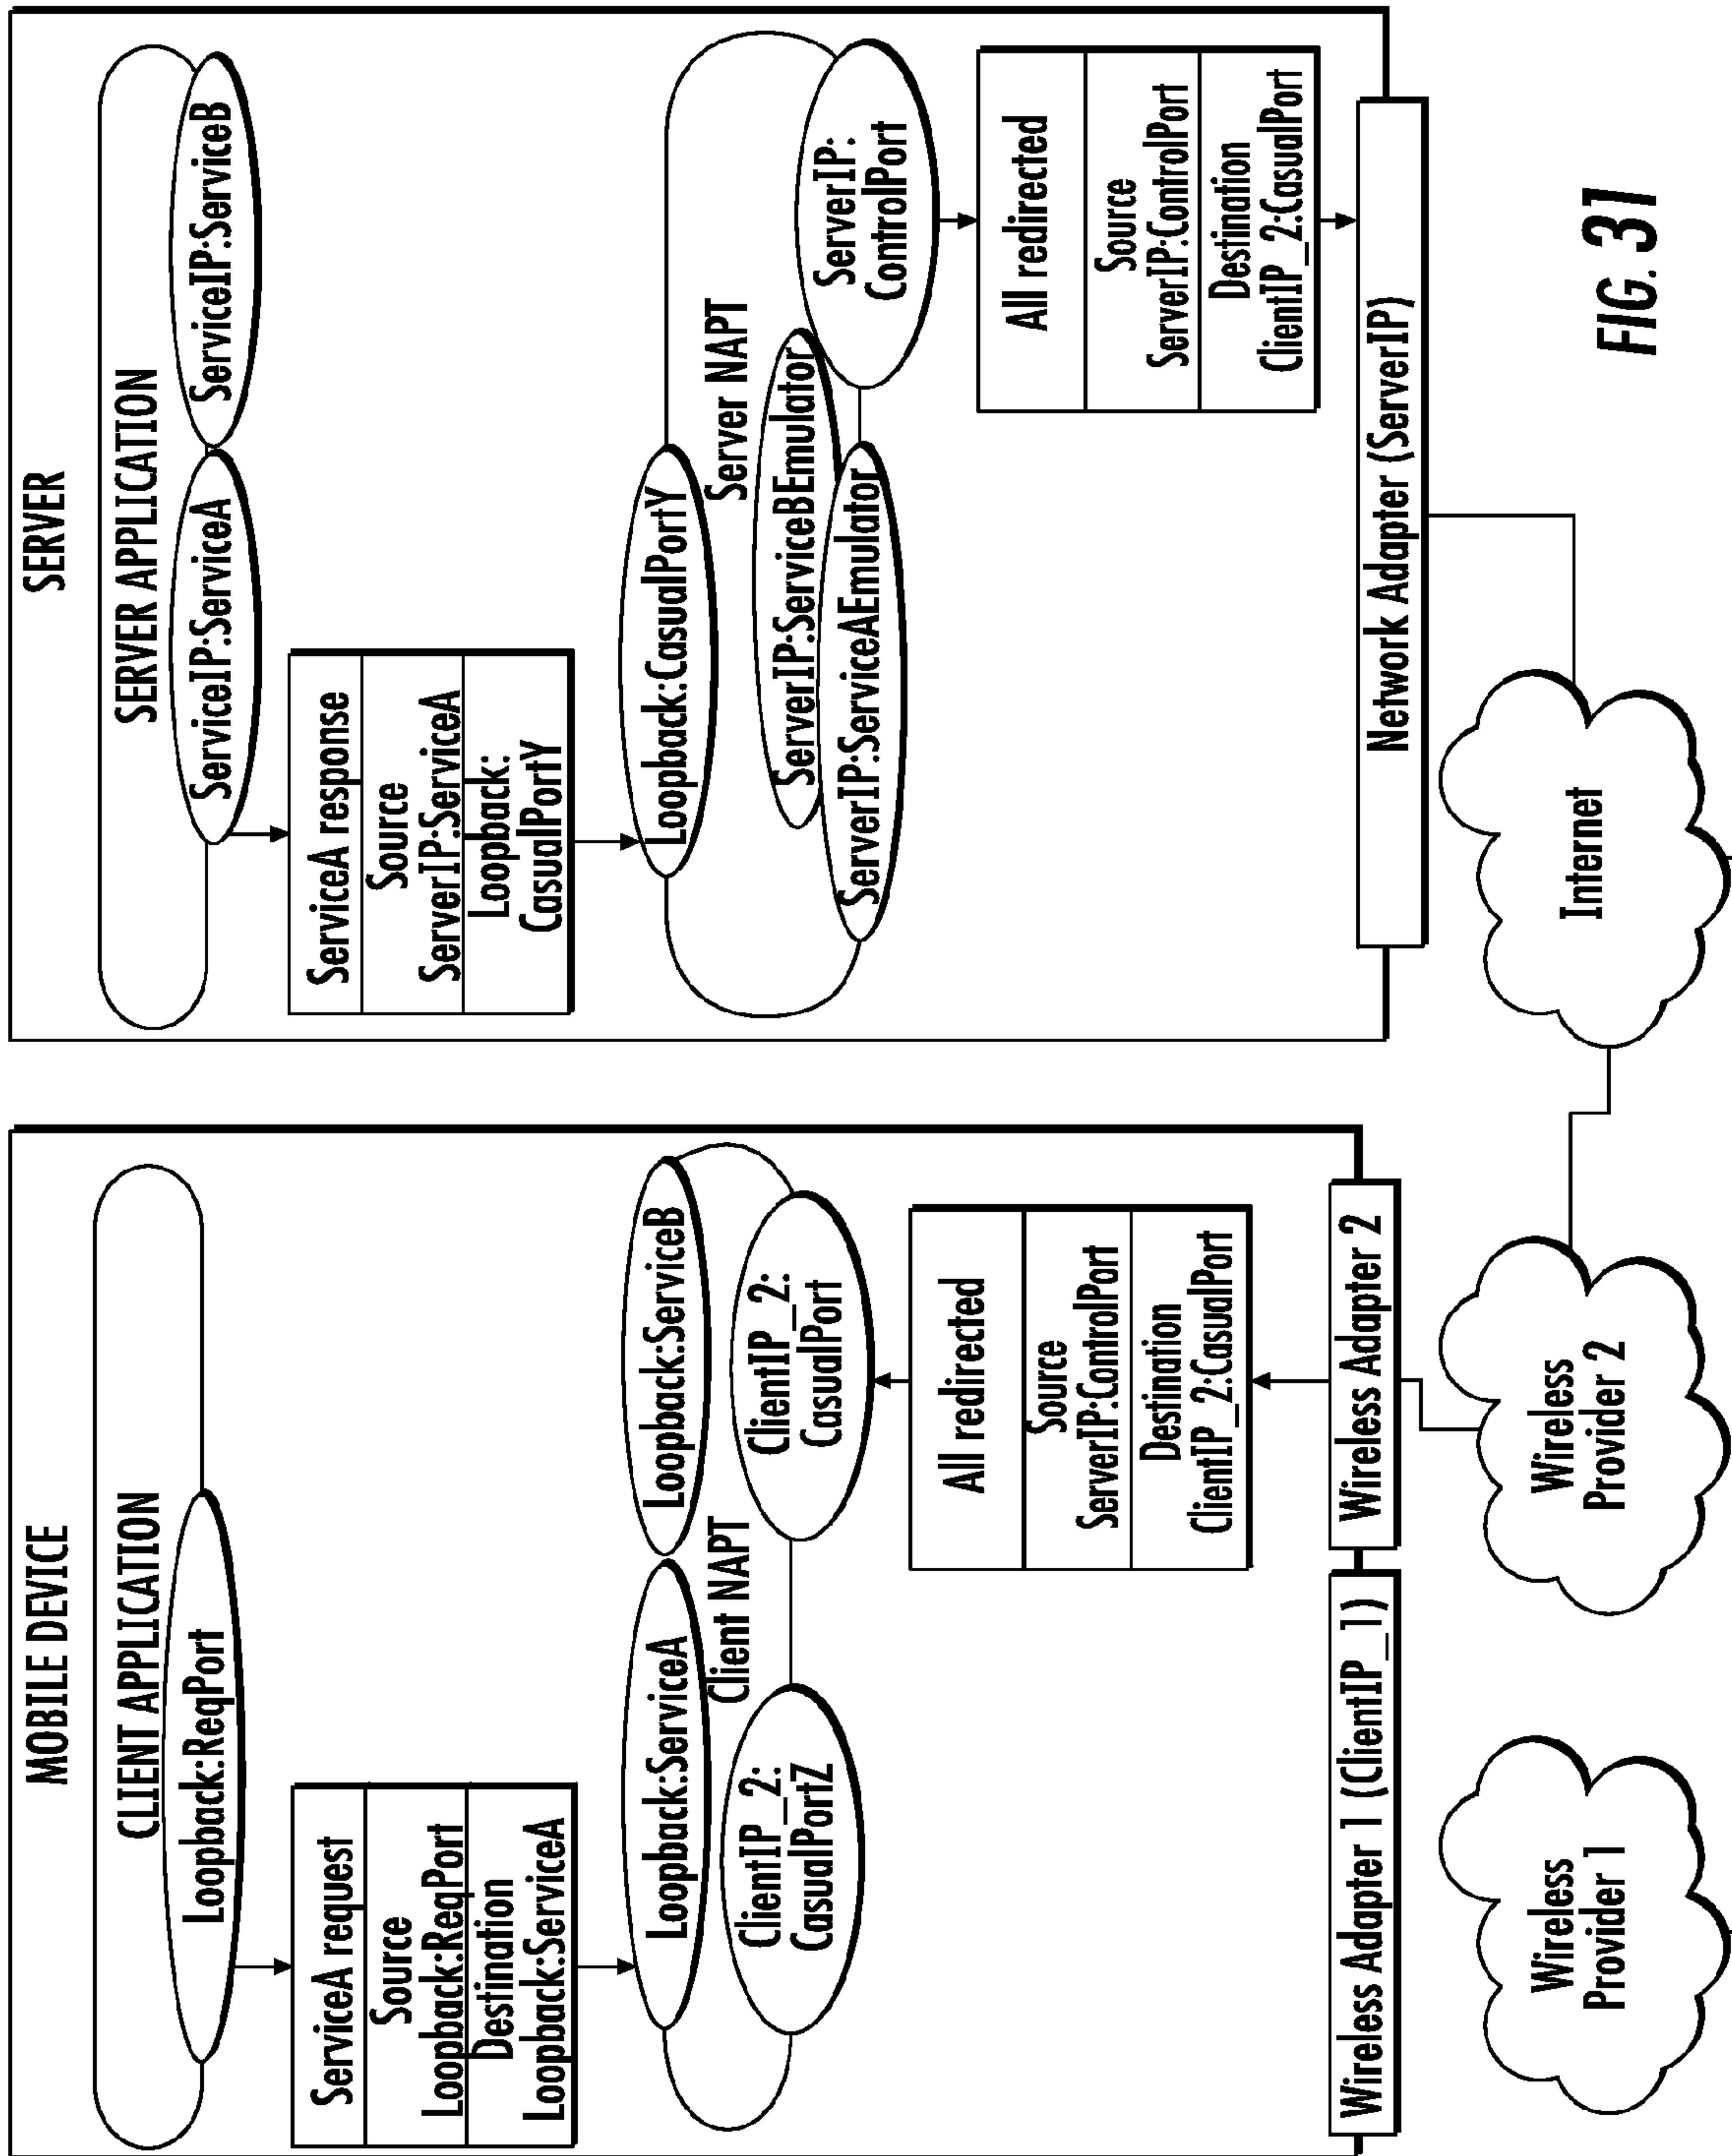 MOBILE DEVICE
CLIENT APPLICATION
Loopback:ReqPort
ServiceA request
Source
Loopback:ReqPort
Destination
Loopback:ServiceA
Loopback:ServiceA
Loopback:ServiceB
Client NAPT
ClientIP_2:
CasualPortZ
ClientIP_2:
CasualPort
All redirected
Source
ServerIP:ControlPort
Destination
ClientIP_2:CasualPort
Wireless Adapter 1 (ClientIP_1)
Wireless Adapter 2
Wireless
Provider 1
Wireless
Provider 2
SERVER
SERVER APPLICATION
ServiceIP:ServiceA
ServiceIP:ServiceB
ServiceA response
Source
ServerIP:ServiceA
Loopback:
CasualPortY
Loopback:CasualPortY
Server NAPT
ServerIP:ServiceBEmulator
ServerIP:ServiceAEmulator
ServerIP:
ControlPort
All redirected
Source
ServerIP:ControlPort
Destination
ClientIP_2:CasualPort
Network Adapter (ServerIP)
Internet
FIG. 31